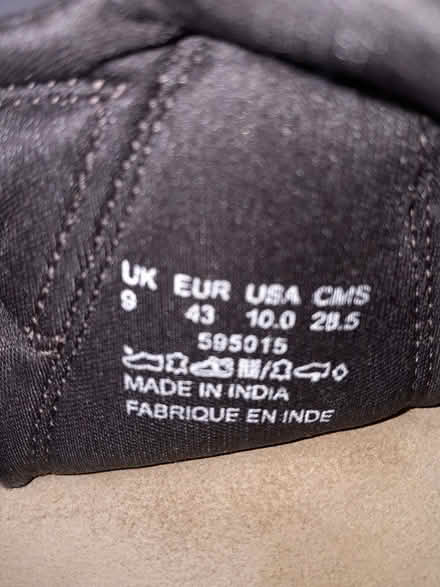 UK EUR USA CMS
9 43 10.0 28.5
595015
MADE IN INDIA
FABRIQUE EN INDE